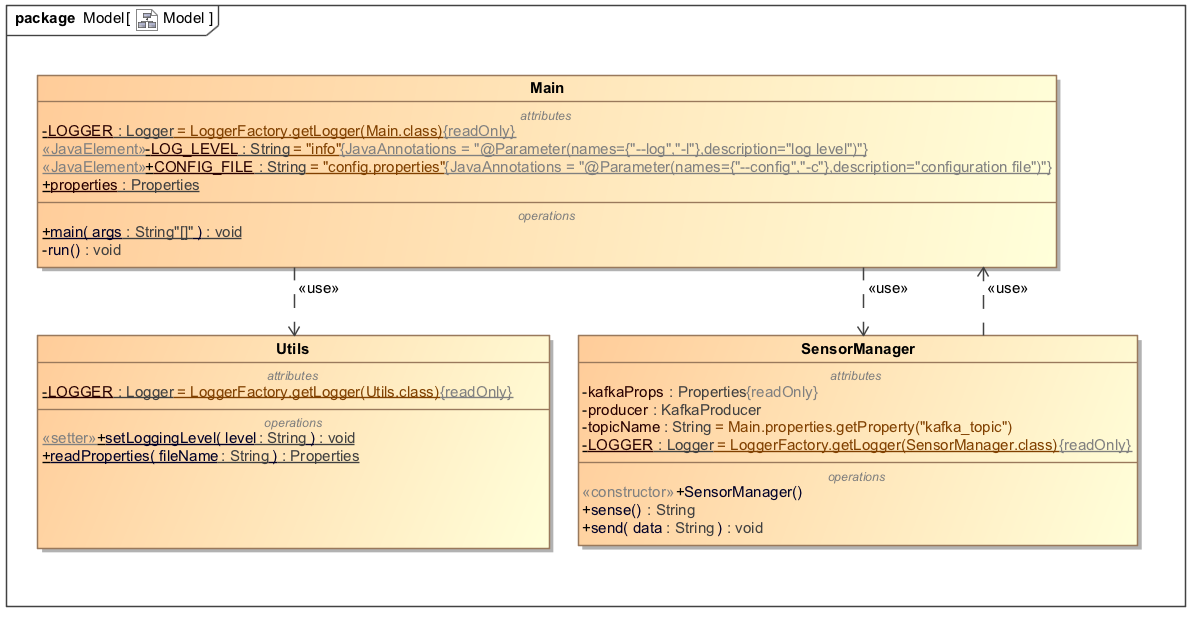 package Model[ Model ]
Main
attributes
-LOGGER : Logger = LoggerFactory.getLogger(Main.class){readOnly}
«JavaElement»-LOG_LEVEL : String = "info"{JavaAnnotations = "@Parameter(names={"--log","-l"},description="log level")"}
«JavaElement»+CONFIG_FILE : String = "config.properties"{JavaAnnotations = "@Parameter(names={"--config","-c"},description="configuration file")"}
+properties : Properties
operations
+main( args : String"[]" ) : void
-run() : void
«use»
«use»
«use»
Utils
attributes
-LOGGER : Logger = LoggerFactory.getLogger(Utils.class){readOnly}
operations
«setter»+setLoggingLevel( level : String ) : void
+readProperties( fileName : String ) : Properties
SensorManager
attributes
-kafkaProps : Properties{readOnly}
-producer : KafkaProducer
-topicName : String = Main.properties.getProperty("kafka_topic")
-LOGGER : Logger = LoggerFactory.getLogger(SensorManager.class){readOnly}
operations
«constructor»+SensorManager()
+sense() : String
+send( data : String ) : void